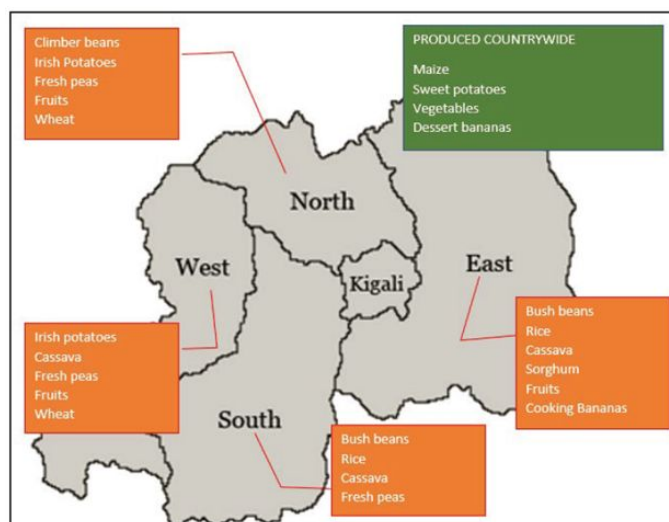 Climber beans
Irish Potatoes
Fresh peas
Fruits
Wheat
PRODUCED COUNTRYWIDE
Maize
Sweet potatoes
Vegetables
Dessert bananas
North
West
Kigali
East
Irish potatoes
Cassava
Fresh peas
Fruits
Wheat
Bush beans
Rice
Cassava
Sorghum
Fruits
Cooking Bananas
South
Bush beans
Rice
Cassava
Fresh peas